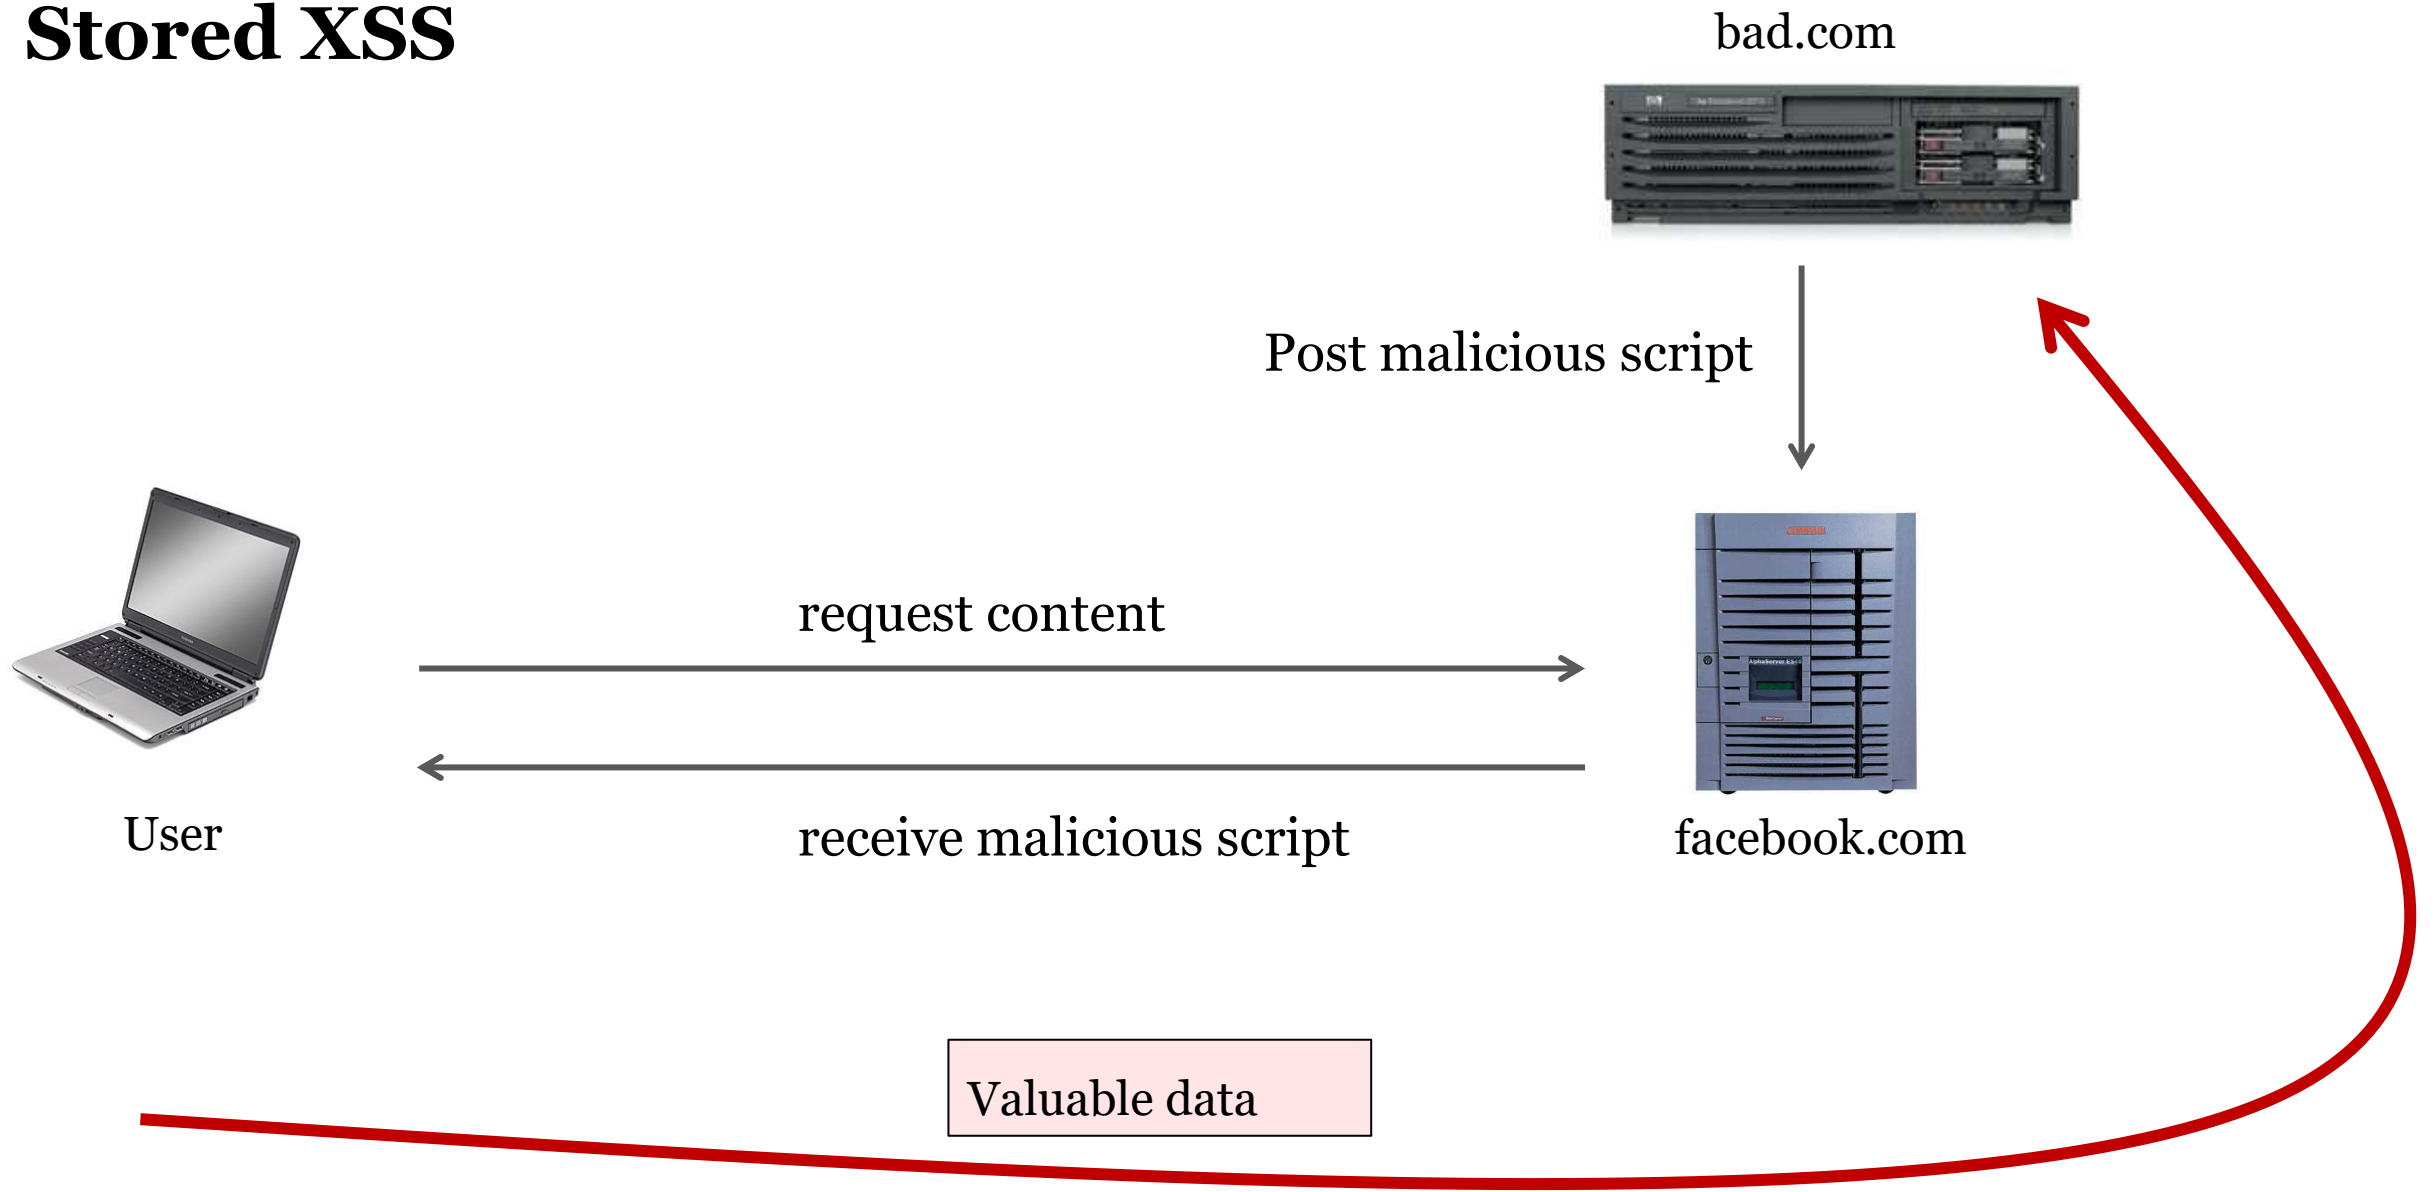 Stored XSS
bad.com
Post malicious script
request content
User
receive malicious script
facebook.com
Valuable data